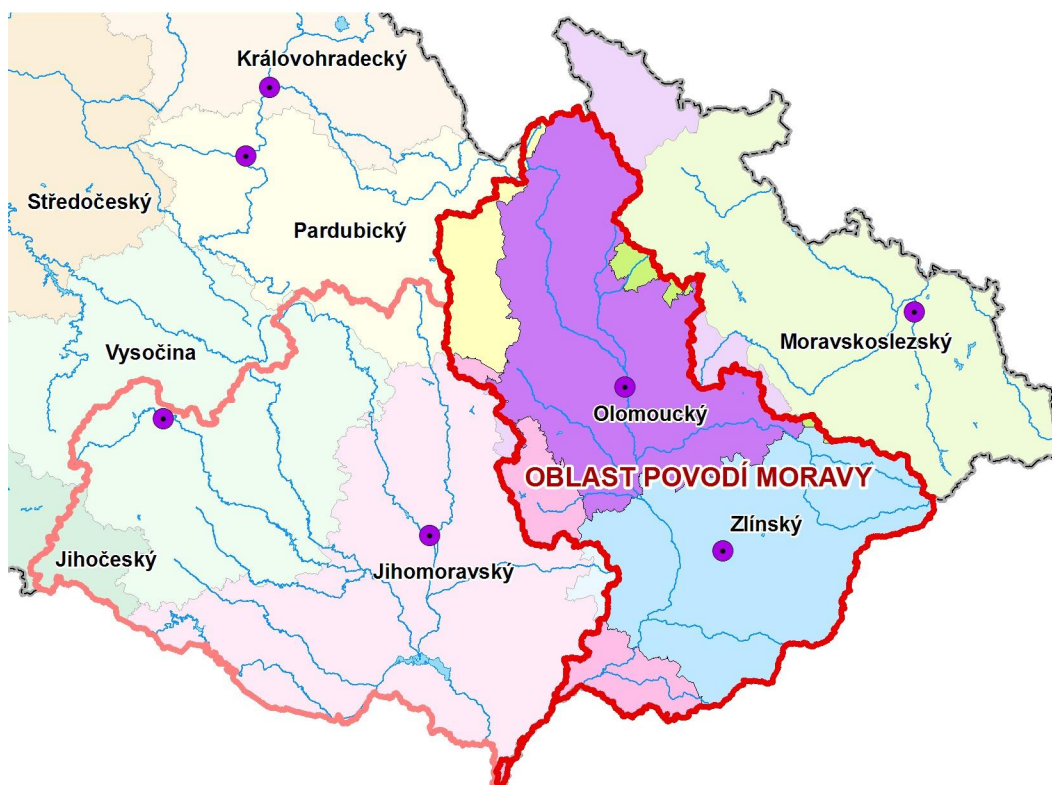 Královohradecký
Středočeský
Pardubický
Vysočina
Moravskoslezský
Olomoucký
OBLAST POVODÍ MORAVY
Zlínský
Jihočeský
Jihomoravský